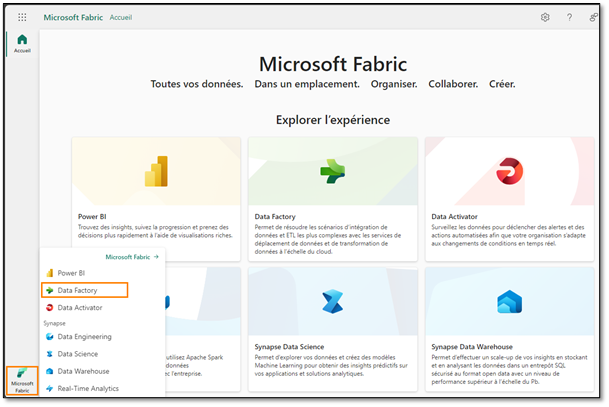 Microsoft Fabric Accueil
Accueil
Microsoft Fabric
Toutes vos données. Dans un emplacement. Organiser. Collaborer. Créer.
Explorer l'expérience
Power BI
Trouvez des insights, suivez la progression et prenez des
décisions plus rapidement à l'aide de visualisations riches.
Data Factory
Permet de résoudre les scénarios d'intégration de
données et ETL les plus complexes avec les services de
déplacement de données et de transformation de
données à l'échelle du cloud.
Data Activator
Surveillez les données pour déclencher des alertes et des
actions automatisées afin que votre organisation s'adapte
aux changements de conditions en temps réel.
Microsoft Fabric →
Power BI
Data Factory
Data Activator
Synapse
Data Engineering
Data Science
Data Warehouse
Real-Time Analytics
utilisez Apache Spark
données
l'entreprise.
Synapse Data Science
Permet d'explorer vos données et créez des modèles
Machine Learning pour obtenir des insights prédictifs sur
vos applications et solutions analytiques.
Synapse Data Warehouse
Permet d'effectuer un scale-up de vos insights en stockant
et en analysant les données dans un entrepôt SQL
sécurisé au format open data avec un niveau de
performance supérieur à l'échelle du Pb.
Microsoft
Fabric